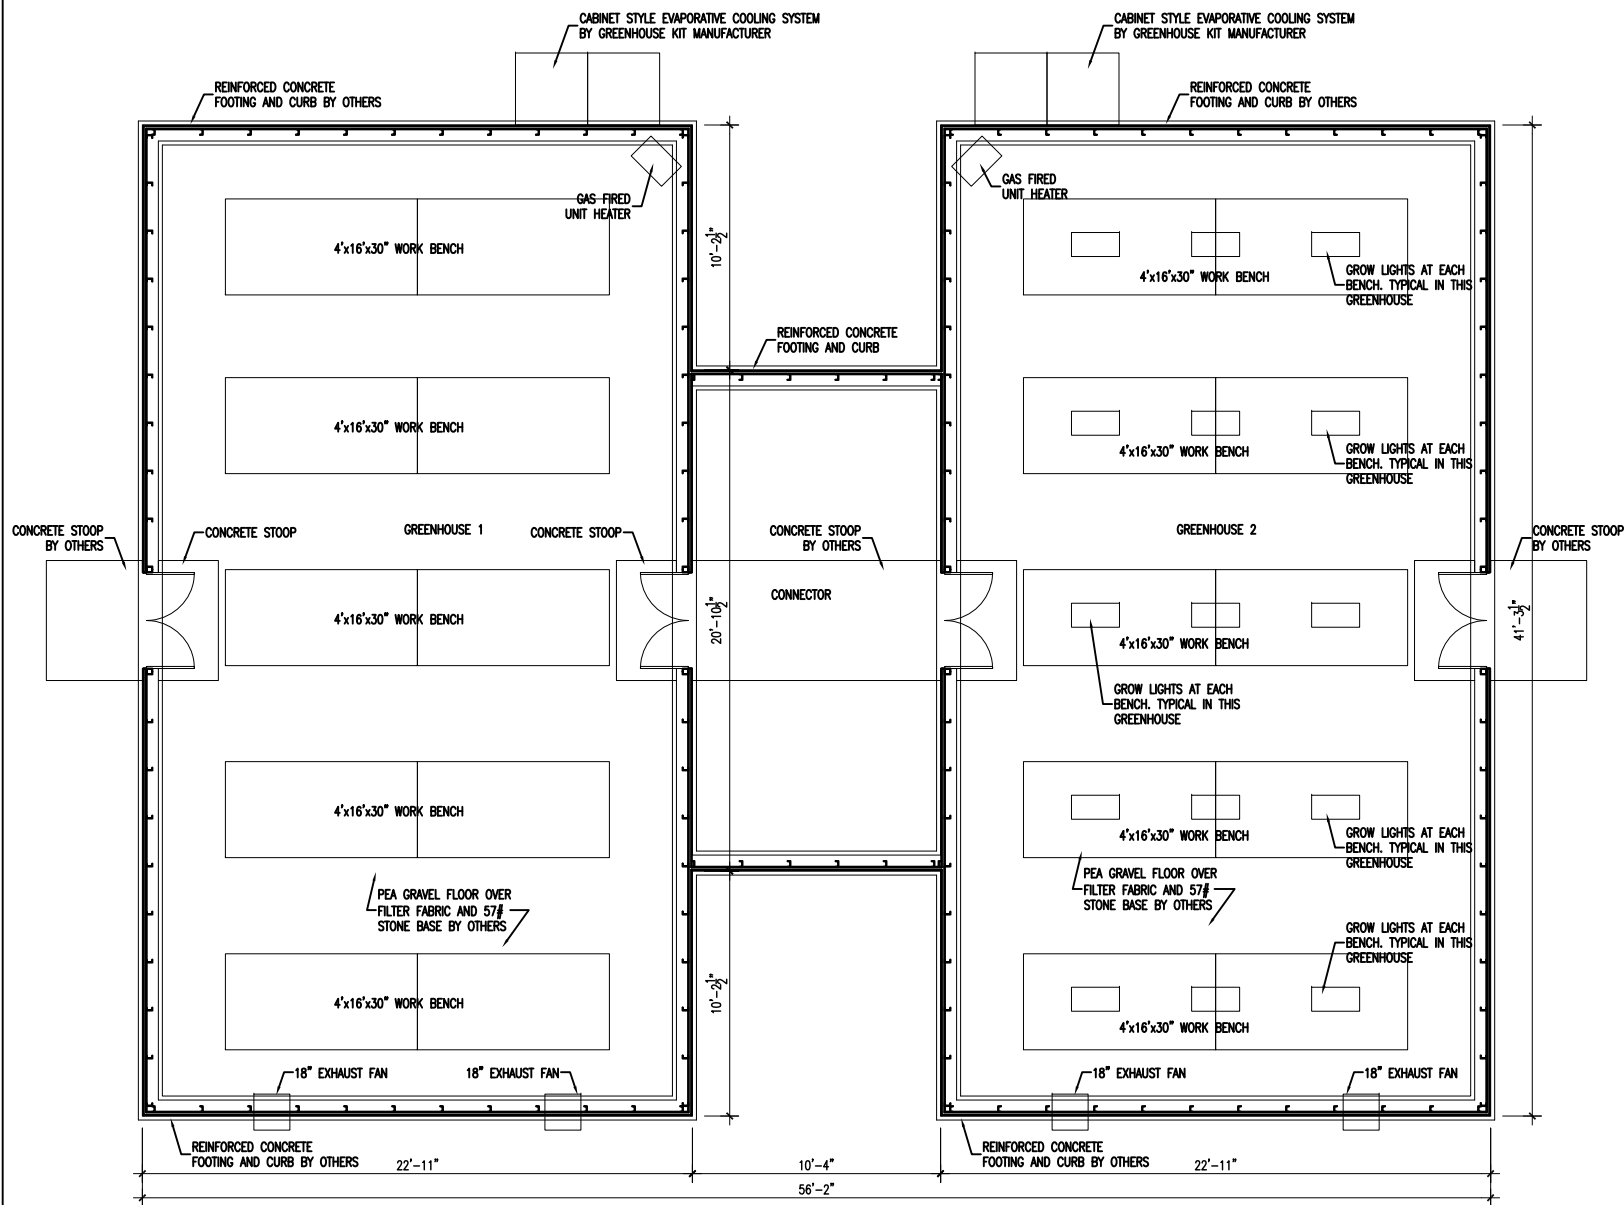 CABINET STYLE EVAPORATIVE COOLING SYSTEM
BY GREENHOUSE KIT MANUFACTURER
CABINET STYLE EVAPORATIVE COOLING SYSTEM
BY GREENHOUSE KIT MANUFACTURER
REINFORCED CONCRETE
FOOTING AND CURB BY OTHERS
REINFORCED CONCRETE
FOOTING AND CURB BY OTHERS
GAS FIRED
UNIT HEATER
GAS FIRED
UNIT HEATER
4'x16'x30" WORK BENCH
10'-2½"
4'x16'x30" WORK BENCH
GROW LIGHTS AT EACH
BENCH. TYPICAL IN THIS
GREENHOUSE
REINFORCED CONCRETE
FOOTING AND CURB
4'x16'x30" WORK BENCH
4'x16'x30" WORK BENCH
GROW LIGHTS AT EACH
BENCH. TYPICAL IN THIS
GREENHOUSE
CONCRETE STOOP
BY OTHERS
CONCRETE STOOP
GREENHOUSE 1
CONCRETE STOOP
CONCRETE STOOP
BY OTHERS
GREENHOUSE 2
CONCRETE STOOP
BY OTHERS
CONNECTOR
4'x16'x30" WORK BENCH
20'-10½"
4'x16'x30" WORK BENCH
41'-3½"
GROW LIGHTS AT EACH
BENCH. TYPICAL IN THIS
GREENHOUSE
4'x16'x30" WORK BENCH
4'x16'x30" WORK BENCH
GROW LIGHTS AT EACH
BENCH. TYPICAL IN THIS
GREENHOUSE
PEA GRAVEL FLOOR OVER
FILTER FABRIC AND 57#
STONE BASE BY OTHERS
PEA GRAVEL FLOOR OVER
FILTER FABRIC AND 57#
STONE BASE BY OTHERS
GROW LIGHTS AT EACH
BENCH. TYPICAL IN THIS
GREENHOUSE
4'x16'x30" WORK BENCH
10'-2½"
4'x16'x30" WORK BENCH
18" EXHAUST FAN
18" EXHAUST FAN
18" EXHAUST FAN
18" EXHAUST FAN
REINFORCED CONCRETE
FOOTING AND CURB BY OTHERS
REINFORCED CONCRETE
FOOTING AND CURB BY OTHERS
22'-11"
10'-4"
22'-11"
56'-2"